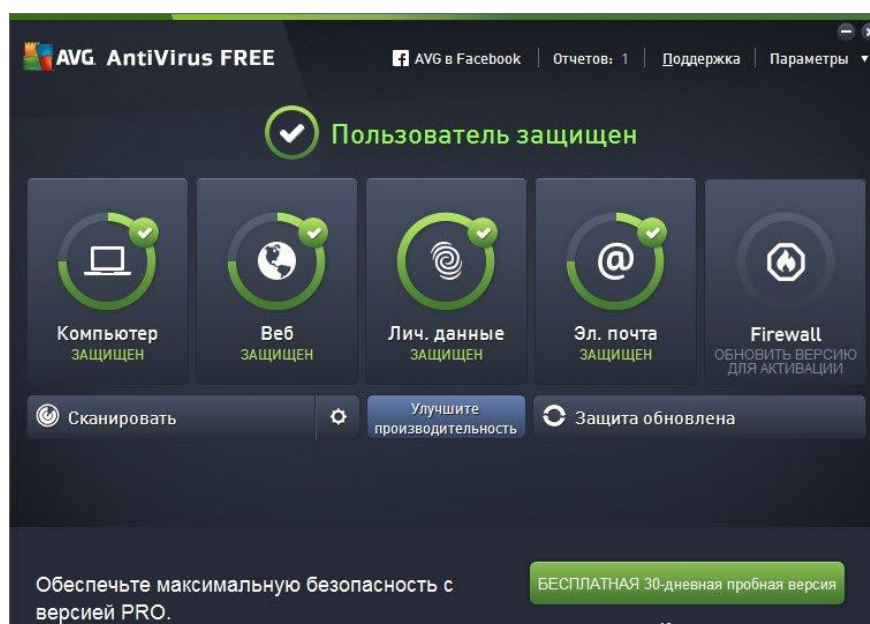 AVG. AntiVirus FREE
AVG в Facebook
Отчетов: 1
Поддержка
Параметры
Пользователь защищен
Компьютер
ЗАЩИЩЕН
Веб
ЗАЩИЩЕН
Лич. данные
ЗАЩИЩЕН
Эл. почта
ЗАЩИЩЕН
Firewall
ОБНОВИТЬ ВЕРСИЮ
ДЛЯ АКТИВАЦИИ
Сканировать
Улучшите
производительность
Защита обновлена
Обеспечьте максимальную безопасность с
версией PRO.
БЕСПЛАТНАЯ 30-дневная пробная версия